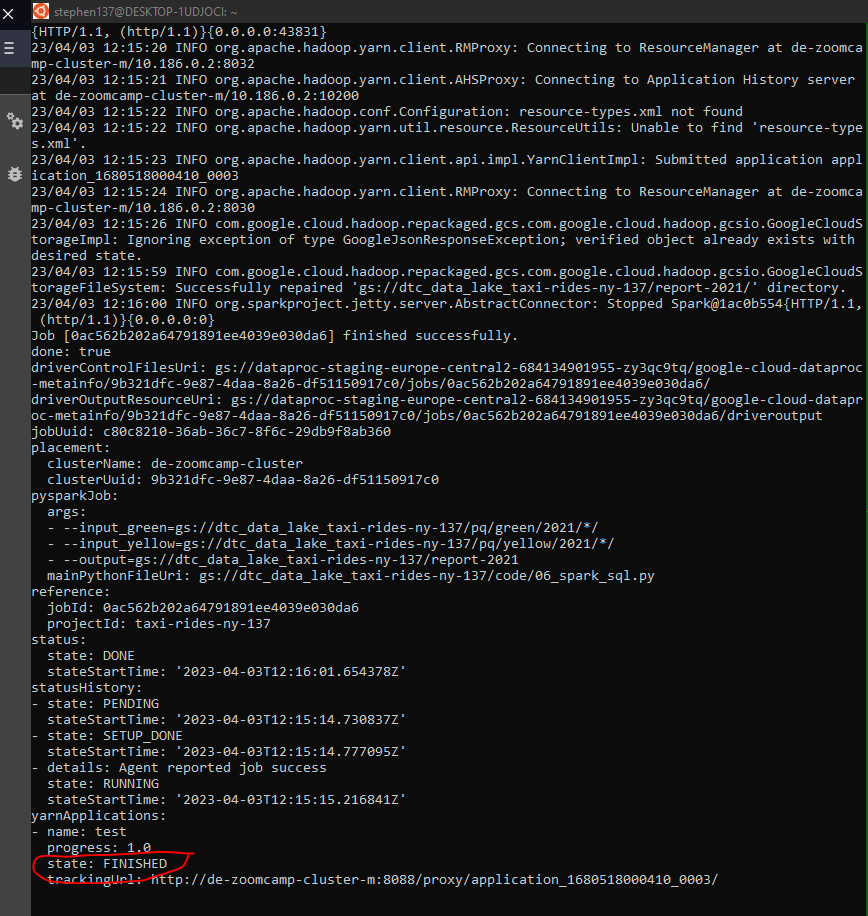 stephen137@DESKTOP-1UDJOCI: ~
{HTTP/1.1, (http/1.1)}{0.0.0.0:43831}
23/04/03 12:15:20 INFO org.apache.hadoop.yarn.client.RMProxy: Connecting to ResourceManager at de-zoomca
mp-cluster-m/10.186.0.2:8032
23/04/03 12:15:21 INFO org.apache.hadoop.yarn.client.AHSProxy: Connecting to Application History server
at de-zoomcamp-cluster-m/10.186.0.2:10200
23/04/03 12:15:22 INFO org.apache.hadoop.conf.Configuration: resource-types.xml not found
23/04/03 12:15:22 INFO org.apache.hadoop.yarn.util.resource.ResourceUtils: Unable to find 'resource-type
s.xml'.
23/04/03 12:15:23 INFO org.apache.hadoop.yarn.client.api.impl.YarnClientImpl: Submitted application appl
ication_1680518000410_0003
23/04/03 12:15:24 INFO org.apache.hadoop.yarn.client.RMProxy: Connecting to ResourceManager at de-zoomca
mp-cluster-m/10.186.0.2:8030
23/04/03 12:15:26 INFO com.google.cloud.hadoop.repackaged.gcs.com.google.cloud.hadoop.gcsio.GoogleCloudS
torageImpl: Ignoring exception of type GoogleJsonResponseException; verified object already exists with
desired state.
23/04/03 12:15:59 INFO com.google.cloud.hadoop.repackaged.gcs.com.google.cloud.hadoop.gcsio.GoogleCloudS
torageFileSystem: Successfully repaired 'gs://dtc_data_lake_taxi-rides-ny-137/report-2021/' directory.
23/04/03 12:16:00 INFO org.sparkproject.jetty.server.AbstractConnector: Stopped Spark@1ac0b554{HTTP/1.1,
 (http/1.1)}{0.0.0.0:0}
Job [0ac562b202a64791891ee4039e030da6] finished successfully.
done: true
driverControlFilesUri: gs://dataproc-staging-europe-central2-684134901955-zy3qc9tq/google-cloud-dataproc
-metainfo/9b321dfc-9e87-4daa-8a26-df51150917c0/jobs/0ac562b202a64791891ee4039e030da6/
driverOutputResourceUri: gs://dataproc-staging-europe-central2-684134901955-zy3qc9tq/google-cloud-datapr
oc-metainfo/9b321dfc-9e87-4daa-8a26-df51150917c0/jobs/0ac562b202a64791891ee4039e030da6/driveroutput
jobUuid: c80c8210-36ab-36c7-8f6c-29db9f8ab360
placement:
  clusterName: de-zoomcamp-cluster
  clusterUuid: 9b321dfc-9e87-4daa-8a26-df51150917c0
pysparkJob:
  args:
  - --input_green=gs://dtc_data_lake_taxi-rides-ny-137/pq/green/2021/*/
  - --input_yellow=gs://dtc_data_lake_taxi-rides-ny-137/pq/yellow/2021/*/
  - --output=gs://dtc_data_lake_taxi-rides-ny-137/report-2021
  mainPythonFileUri: gs://dtc_data_lake_taxi-rides-ny-137/code/06_spark_sql.py
reference:
  jobId: 0ac562b202a64791891ee4039e030da6
  projectId: taxi-rides-ny-137
status:
  state: DONE
  stateStartTime: '2023-04-03T12:16:01.654378Z'
statusHistory:
- state: PENDING
  stateStartTime: '2023-04-03T12:15:14.730837Z'
- state: SETUP_DONE
  stateStartTime: '2023-04-03T12:15:14.777095Z'
- details: Agent reported job success
  state: RUNNING
  stateStartTime: '2023-04-03T12:15:15.216841Z'
yarnApplications:
- name: test
  progress: 1.0
  state: FINISHED
  trackingUrl: http://de-zoomcamp-cluster-m:8088/proxy/application_1680518000410_0003/